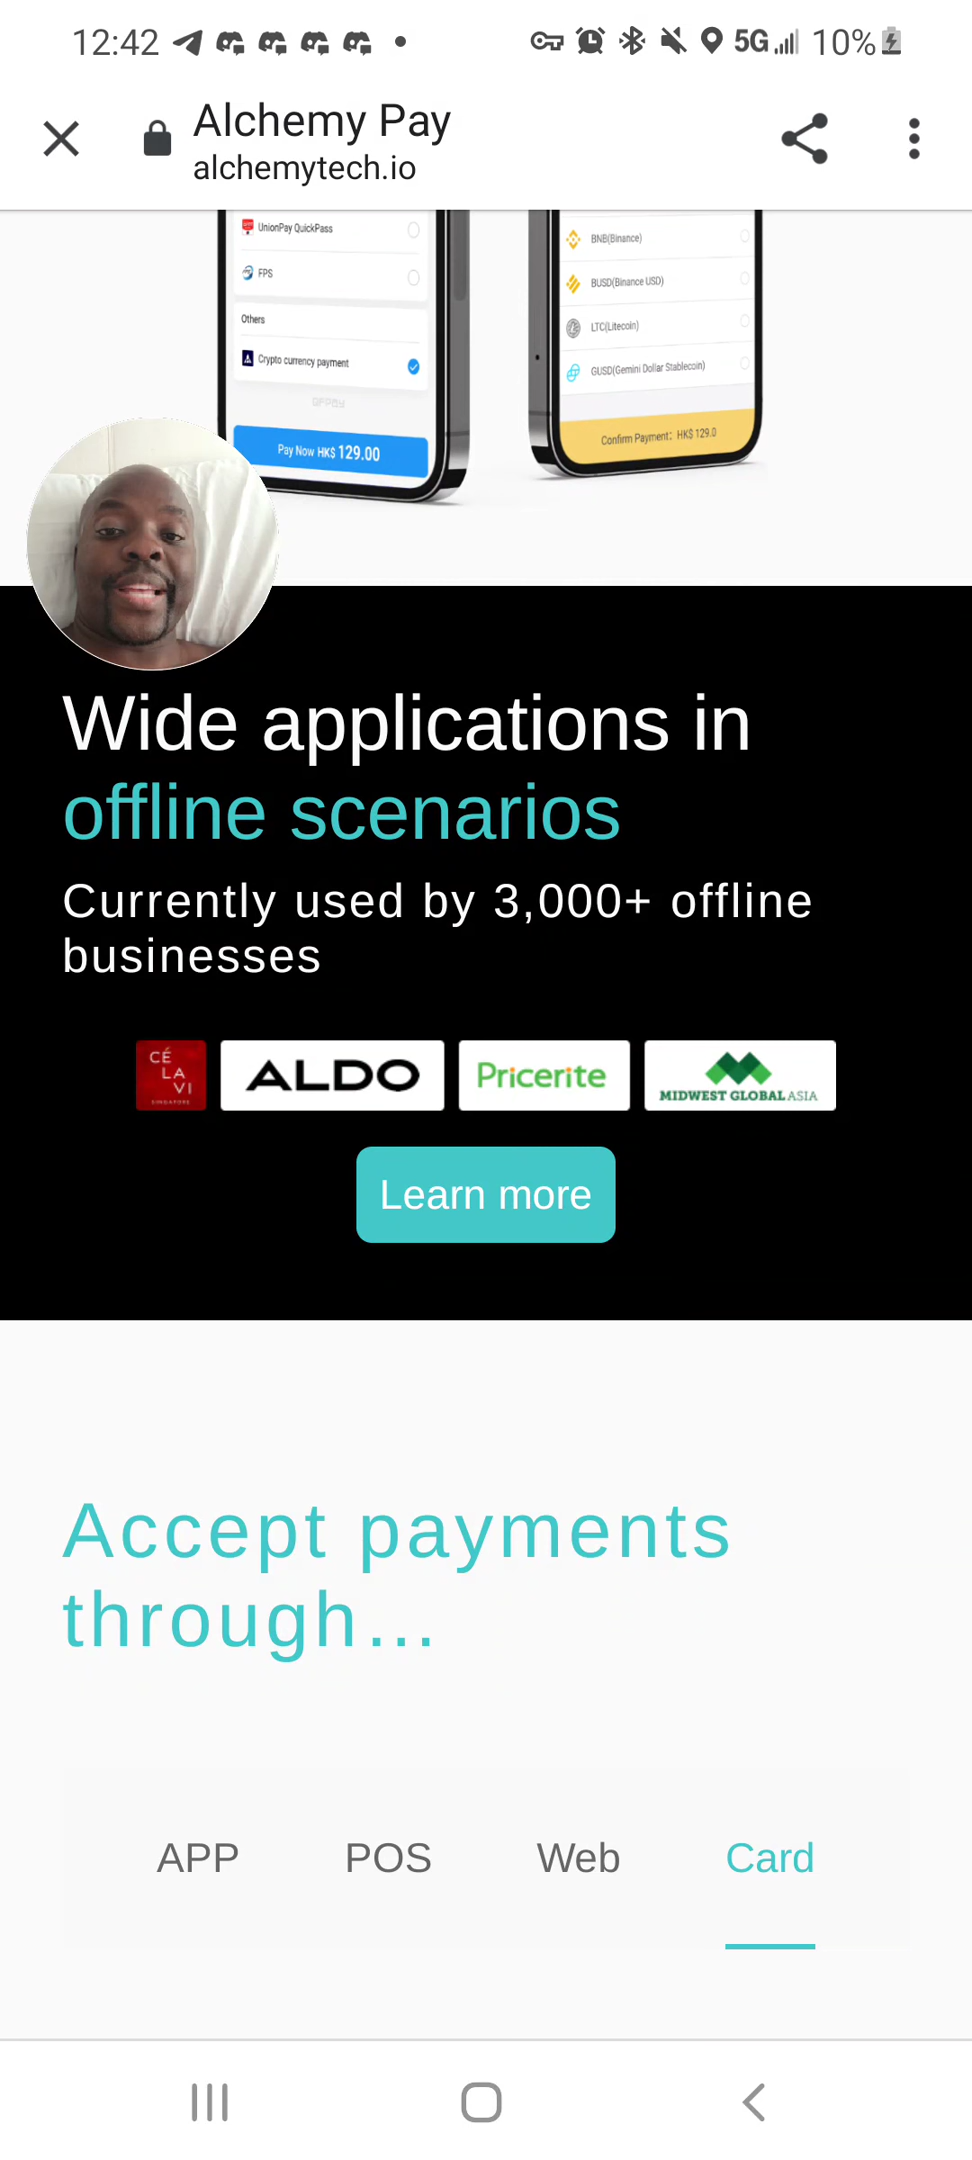 12:42
5G 10%
Alchemy Pay
alchemytech.io
UnionPay QuickPass
FPS
Others
Crypto currency payment
Pay Now HK$ 129.00
BNB(Binance)
BUSD(Binance USD)
LTC(Litecoin)
GUSD(Gemini Dollar Stablecoin)
Confirm Payment: HK$ 129.0
Wide applications in
offline scenarios
Currently used by 3,000+ offline
businesses
CÉ
LA
VI
SINGAPORE
ALDO
Pricerite
MIDWEST GLOBAL ASIA
Learn more
Accept payments
through...
APP POS Web Card